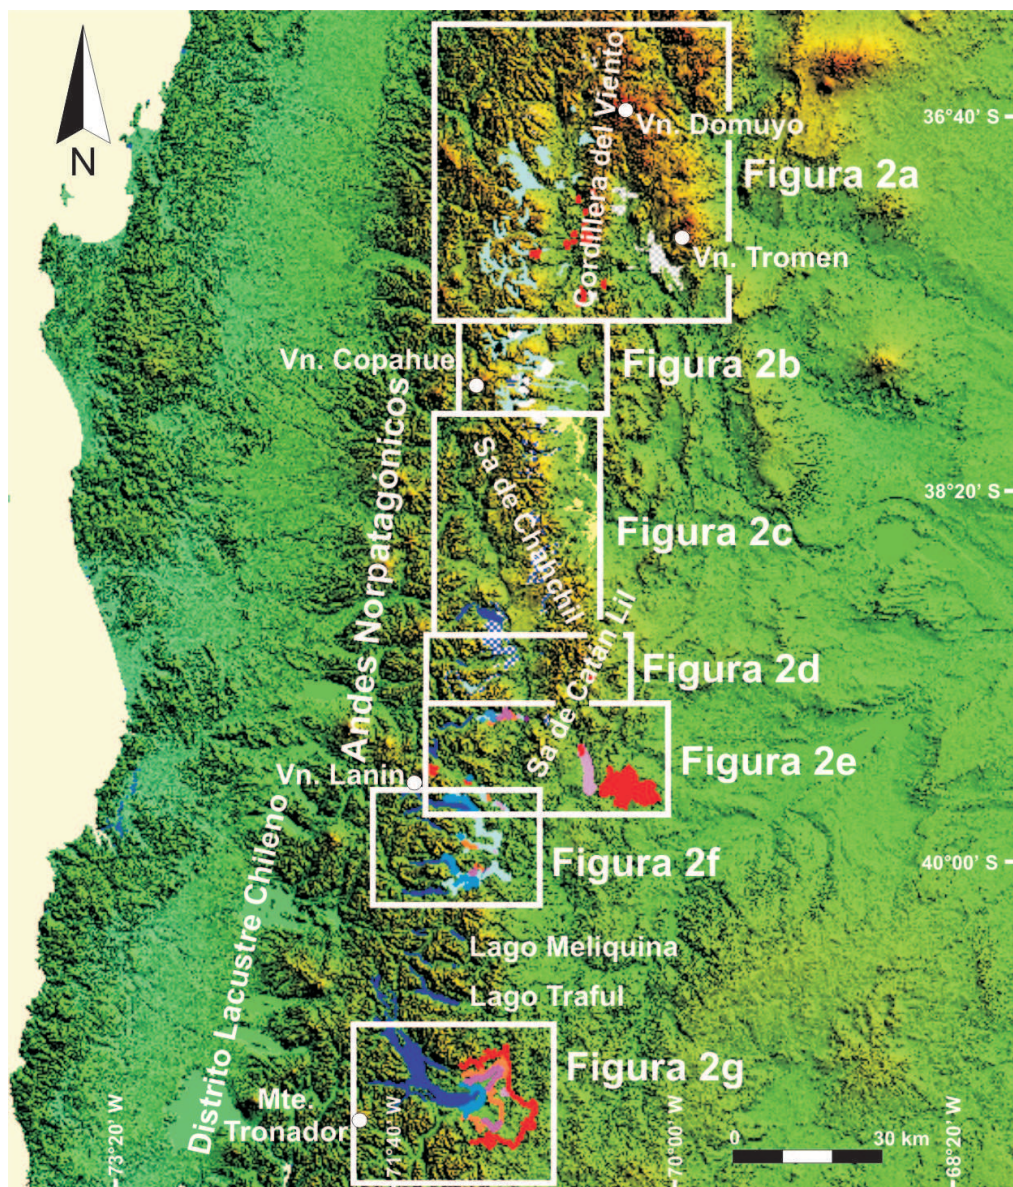 N
Cordillera del Viento
36°40' S
Vn. Domuyo
Figura 2a
Vn. Tromen
Vn. Copahue
Figura 2b
Andes Norpatagónicos
Sa de Chachil
38°20' S
Figura 2c
Sa de Catan Lil
Figura 2d
Vn. Lanin
Figura 2e
Distrito Lacustre Chileno
Figura 2f
40°00' S
Lago Meliquina
Lago Traful
Figura 2g
Mte.
Tronador
0
30 km
73°20' W
71°40' W
70°00' W
68°20' W